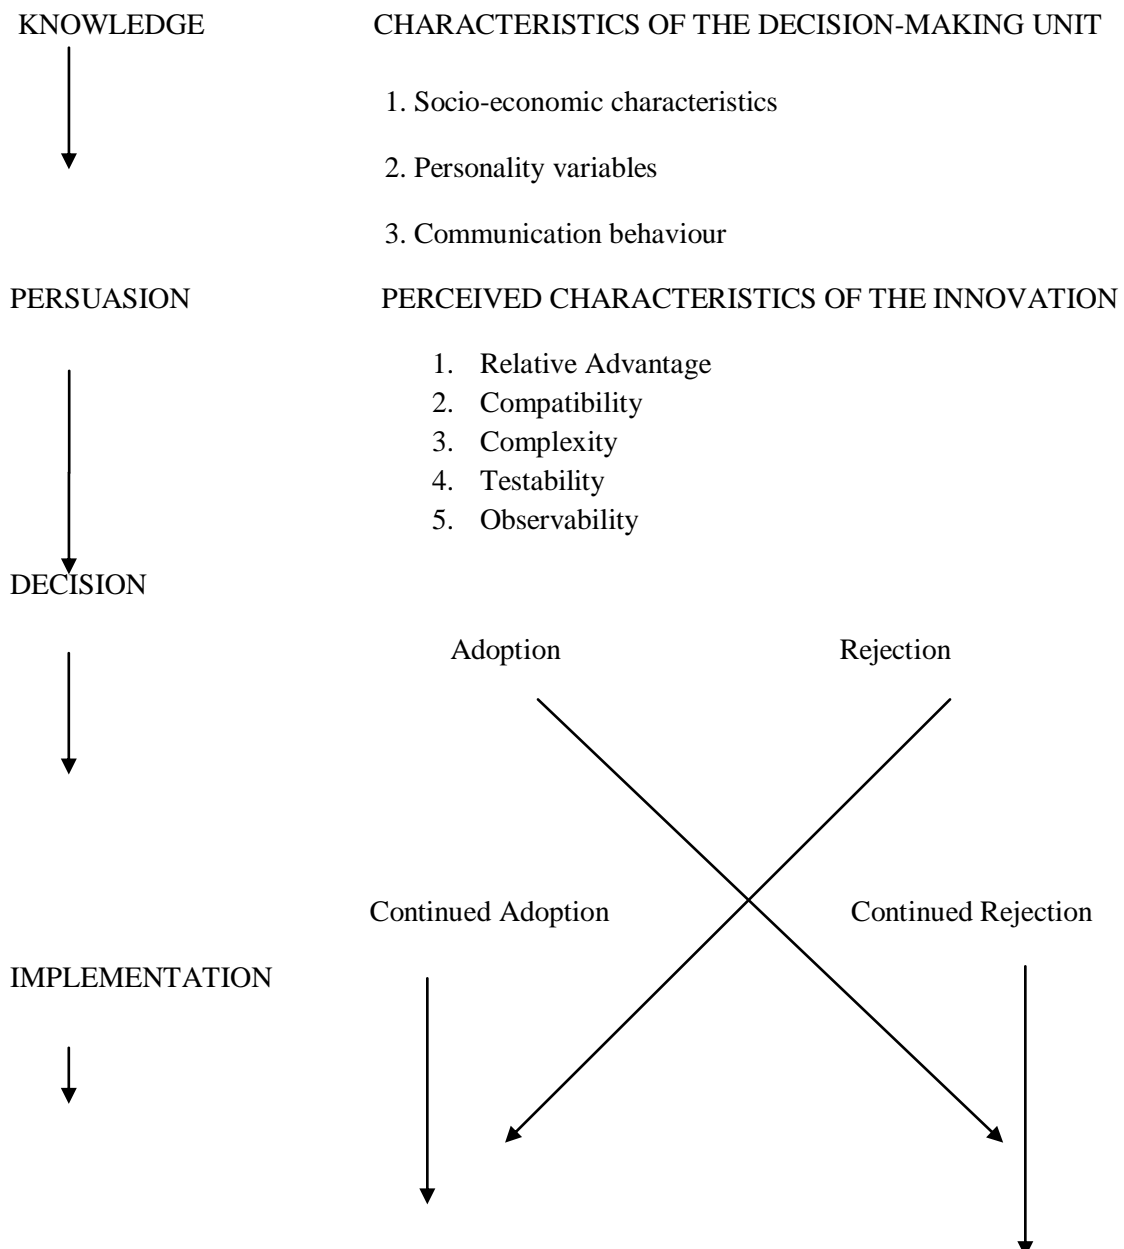 KNOWLEDGE CHARACTERISTICS OF THE DECISION-MAKING UNIT
1. Socio-economic characteristics
2. Personality variables
3. Communication behaviour
PERSUASION PERCEIVED CHARACTERISTICS OF THE INNOVATION
1. Relative Advantage
2. Compatibility
3. Complexity
4. Testability
5. Observability
DECISION
Adoption Rejection
Continued Adoption Continued Rejection
IMPLEMENTATION